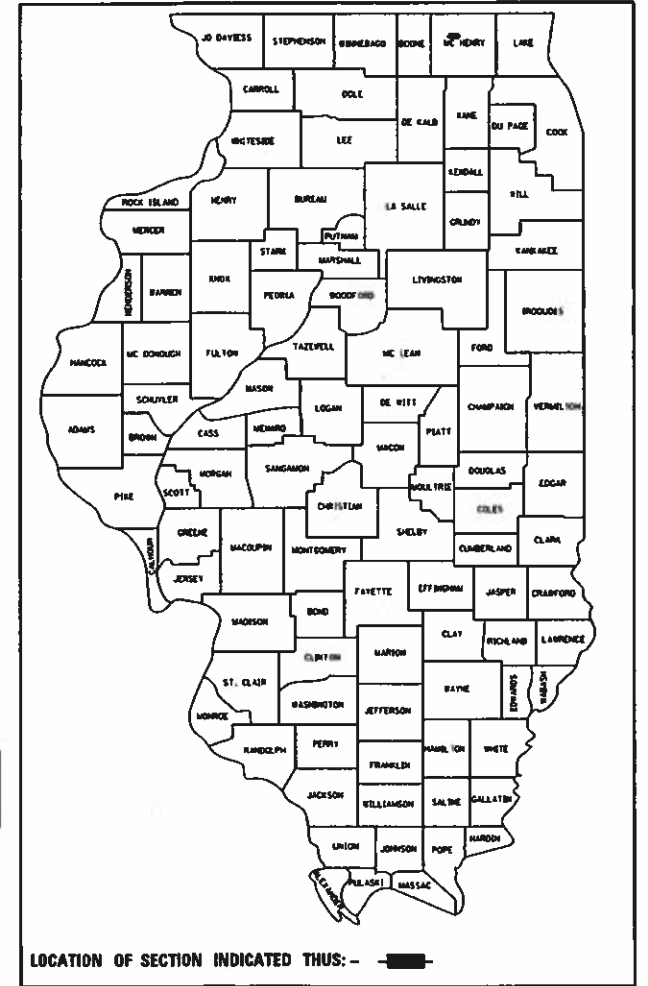 JO DAVIESS STEPHENSON WINNEBAGO BOONE MC HENRY LAKE
CARROLL OGLE
DE KALB KANE DU PAGE COOK
WHITESIDE LEE
KENDALL
ROCK ISLAND HENRY BUREAU LA SALLE GRUNDY WILL
MERCER PUTNAM
STARK MARSHALL KANKAKEE
HENDERSON WARREN KNOX PEORIA WOODFORD LIVINGSTON IROQUOIS
HANCOCK MC DONOUGH FULTON TAZEWELL MC LEAN FORD
MASON
SCHUYLER LOGAN DE WITT CHAMPAIGN VERMILION
ADAMS BROWN CASS MENARD PIATT
MACON
PIKE SCOTT MORGAN SANGAMON MOULTRIE DOUGLAS EDGAR
CHRISTIAN COLES
GREENE SHELBY
CALHOUN MACOUPIN MONTGOMERY CUMBERLAND CLARK
JERSEY
FAYETTE EFFINGHAM JASPER CRAWFORD
MADISON BOND
CLAY RICHLAND LAWRENCE
CLINTON MARION
ST. CLAIR WAYNE EDWARDS WABASH
MONROE WASHINGTON JEFFERSON
RANDOLPH PERRY HAMILTON WHITE
FRANKLIN
JACKSON WILLIAMSON SALINE GALLATIN
UNION JOHNSON POPE HARDIN
ALEXANDER PULASKI MASSAC
LOCATION OF SECTION INDICATED THUS: -